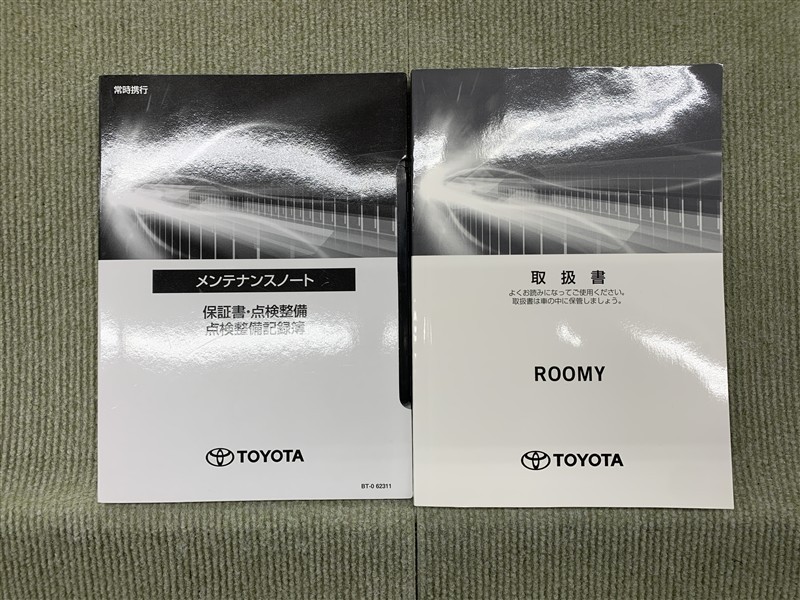 常時携行
メンテナンスノート
保証書・点検整備
点検整備記録簿
TOYOTA
BT-0 62311
取扱書
よくお読みになってご使用ください。
取扱書は車の中に保管しましょう。
ROOMY
TOYOTA